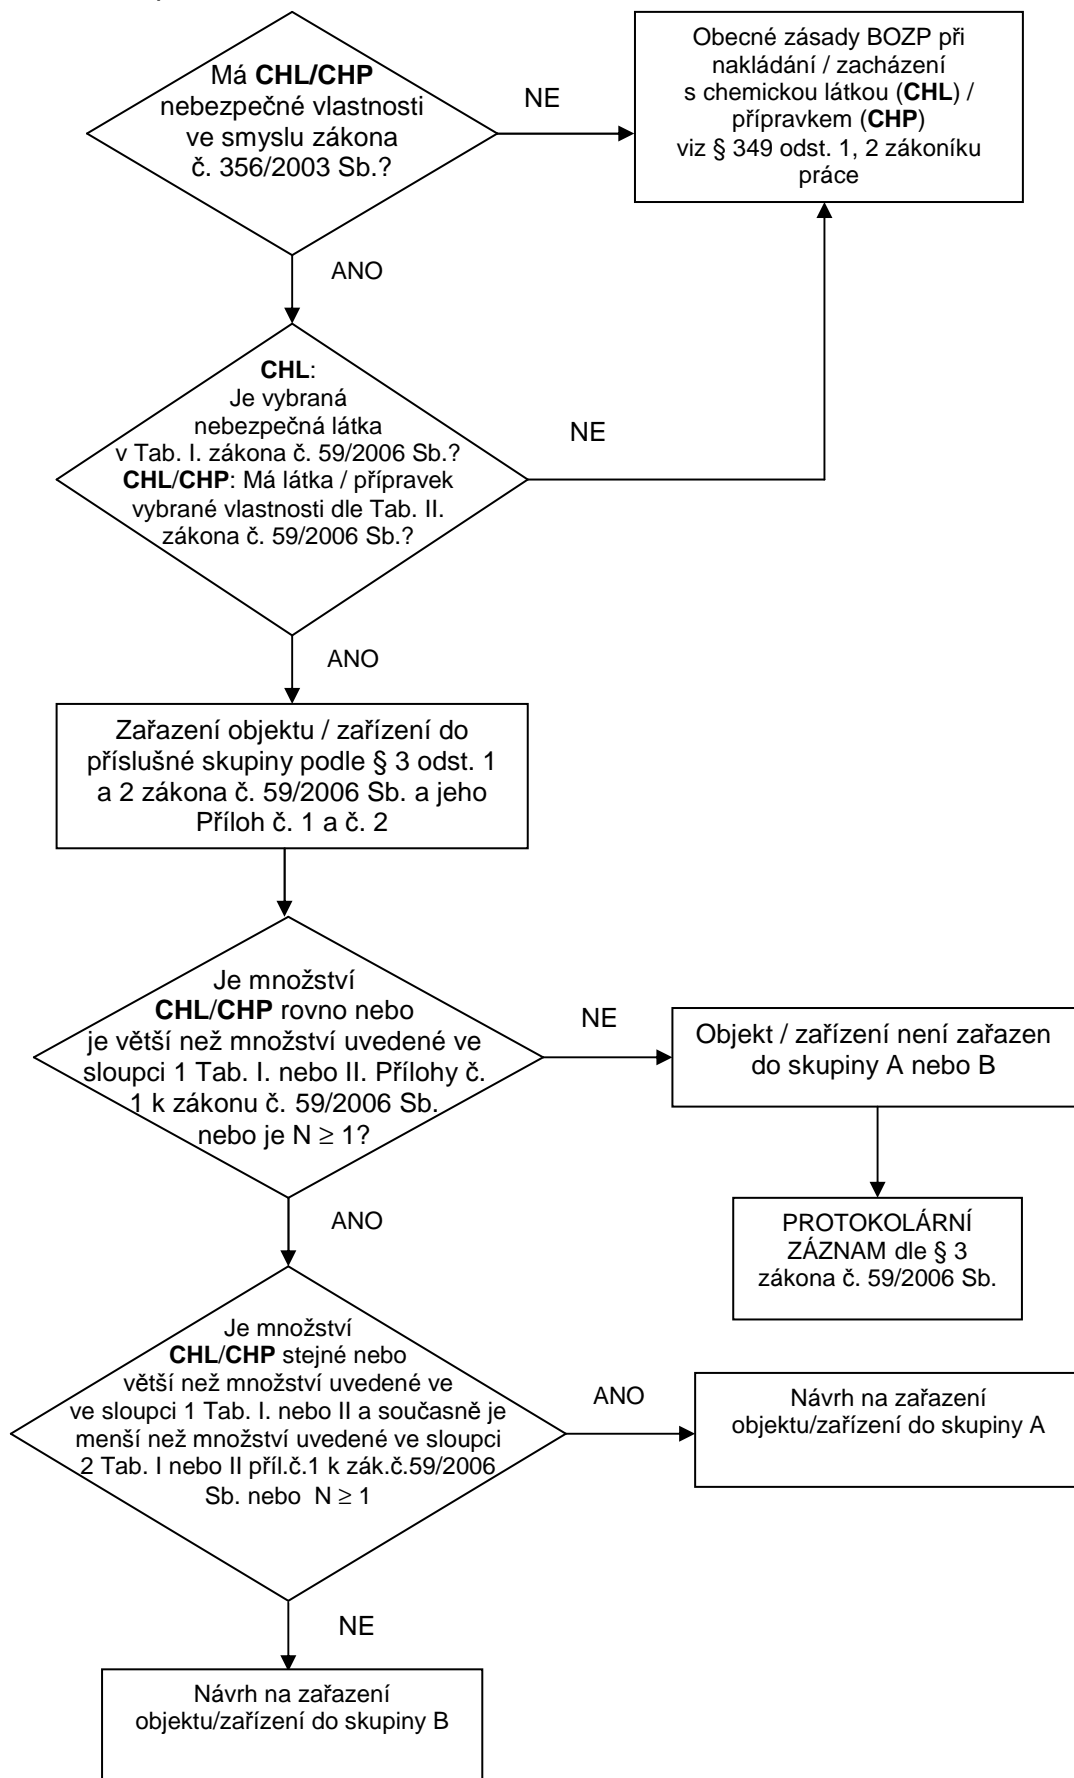 Má CHL/CHP
nebezpečné vlastnosti
ve smyslu zákona
č. 356/2003 Sb.?
NE
Obecné zásady BOZP při
nakládání / zacházení
s chemickou látkou (CHL) /
přípravkem (CHP)
viz § 349 odst. 1, 2 zákoníku
práce
ANO
CHL:
Je vybraná
nebezpečná látka
v Tab. I. zákona č. 59/2006 Sb.?
CHL/CHP: Má látka / přípravek
vybrané vlastnosti dle Tab. II.
zákona č. 59/2006 Sb.?
NE
ANO
Zařazení objektu / zařízení do
příslušné skupiny podle § 3 odst. 1
a 2 zákona č. 59/2006 Sb. a jeho
Příloh č. 1 a č. 2
Je množství
CHL/CHP rovno nebo
je větší než množství uvedené ve
sloupci 1 Tab. I. nebo II. Přílohy č.
1 k zákonu č. 59/2006 Sb.
nebo je N ≥ 1?
NE
Objekt / zařízení není zařazen
do skupiny A nebo B
ANO
PROTOKOLÁRNÍ
ZÁZNAM dle § 3
zákona č. 59/2006 Sb.
Je množství
CHL/CHP stejné nebo
větší než množství uvedené ve
ve sloupci 1 Tab. I. nebo II a současně je
menší než množství uvedené ve sloupci
2 Tab. I nebo II příl.č.1 k zák.č.59/2006
Sb. nebo N ≥ 1
ANO
Návrh na zařazení
objektu/zařízení do skupiny A
NE
Návrh na zařazení
objektu/zařízení do skupiny B